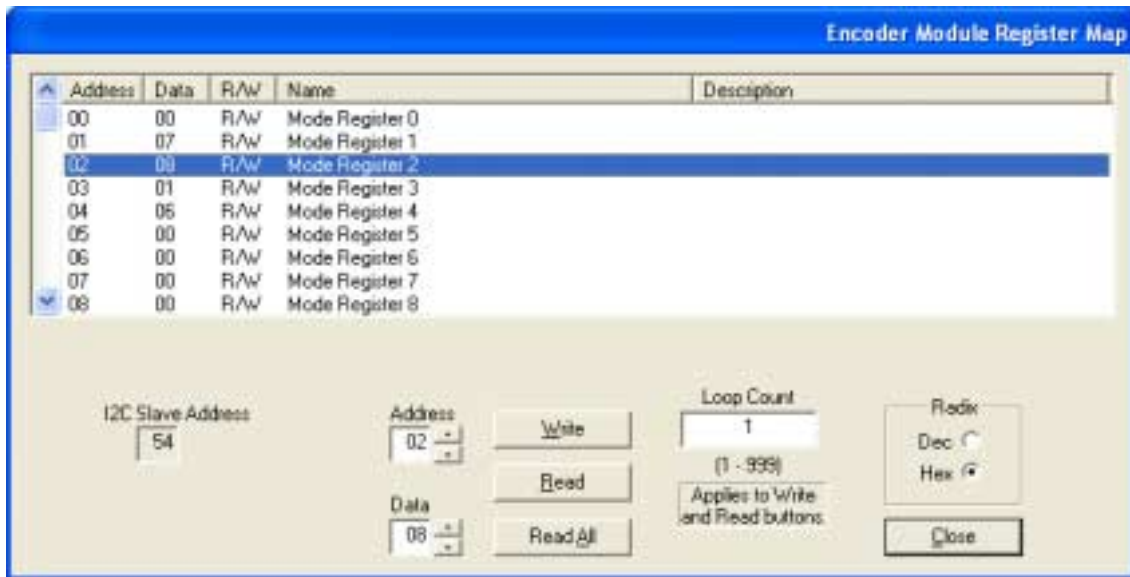 Encoder Module Register Map
Address Data R/W Name Description
00 00 R/W Mode Register 0
01 07 R/W Mode Register 1
02 08 R/W Mode Register 2
03 01 R/W Mode Register 3
04 06 R/W Mode Register 4
05 00 R/W Mode Register 5
06 00 R/W Mode Register 6
07 00 R/W Mode Register 7
08 00 R/W Mode Register 8
I2C Slave Address
54
Address
02
Data
08
Write
Read
Read All
Loop Count
1
(1 - 999)
Applies to Write
and Read buttons
Radix
Dec
Hex
Close